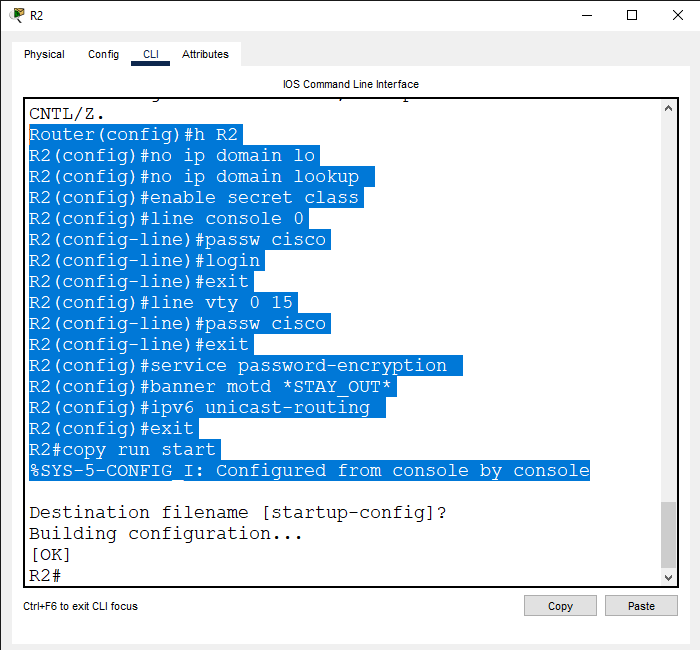 R2
Physical Config CLI Attributes
IOS Command Line Interface
CNTL/Z.
Router(config)#h R2
R2(config)#no ip domain lo
R2(config)#no ip domain lookup
R2(config)#enable secret class
R2(config)#line console 0
R2(config-line)#passw cisco
R2(config-line)#login
R2(config-line)#exit
R2(config)#line vty 0 15
R2(config-line)#passw cisco
R2(config-line)#exit
R2(config)#service password-encryption
R2(config)#banner motd *STAY_OUT*
R2(config)#ipv6 unicast-routing
R2(config)#exit
R2#copy run start
%SYS-5-CONFIG_I: Configured from console by console
Destination filename [startup-config]?
Building configuration...
[OK]
R2#
Ctrl+F6 to exit CLI focus
Copy Paste